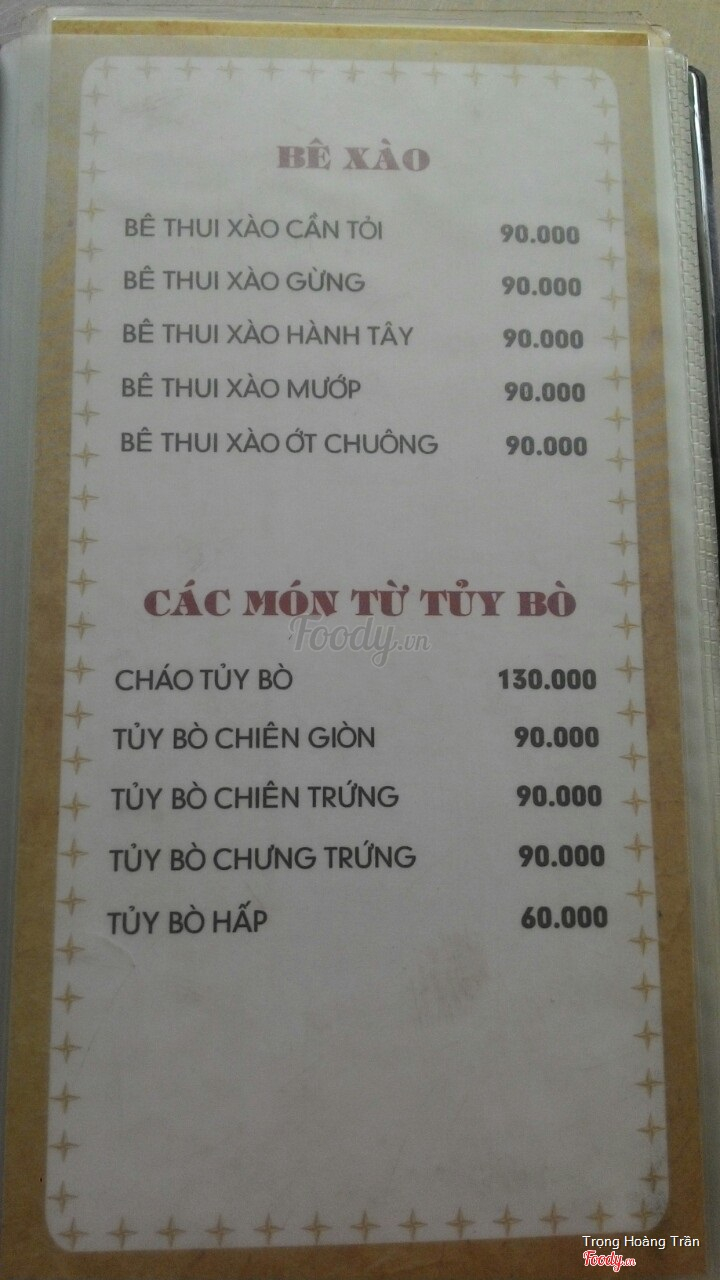 BÊ XÀO
BÊ THUI XÀO CẦN TỎI 90.000
BÊ THUI XÀO GỪNG 90.000
BÊ THUI XÀO HÀNH TÂY 90.000
BÊ THUI XÀO MƯỚP 90.000
BÊ THUI XÀO ỚT CHUÔNG 90.000
CÁC MÓN TỪ TỦY BÒ
Foody.vn
CHÁO TỦY BÒ 130.000
TỦY BÒ CHIÊN GIÒN 90.000
TỦY BÒ CHIÊN TRỨNG 90.000
TỦY BÒ CHƯNG TRỨNG 90.000
TỦY BÒ HẤP 60.000
Trọng Hoàng Trần
Foody.vn